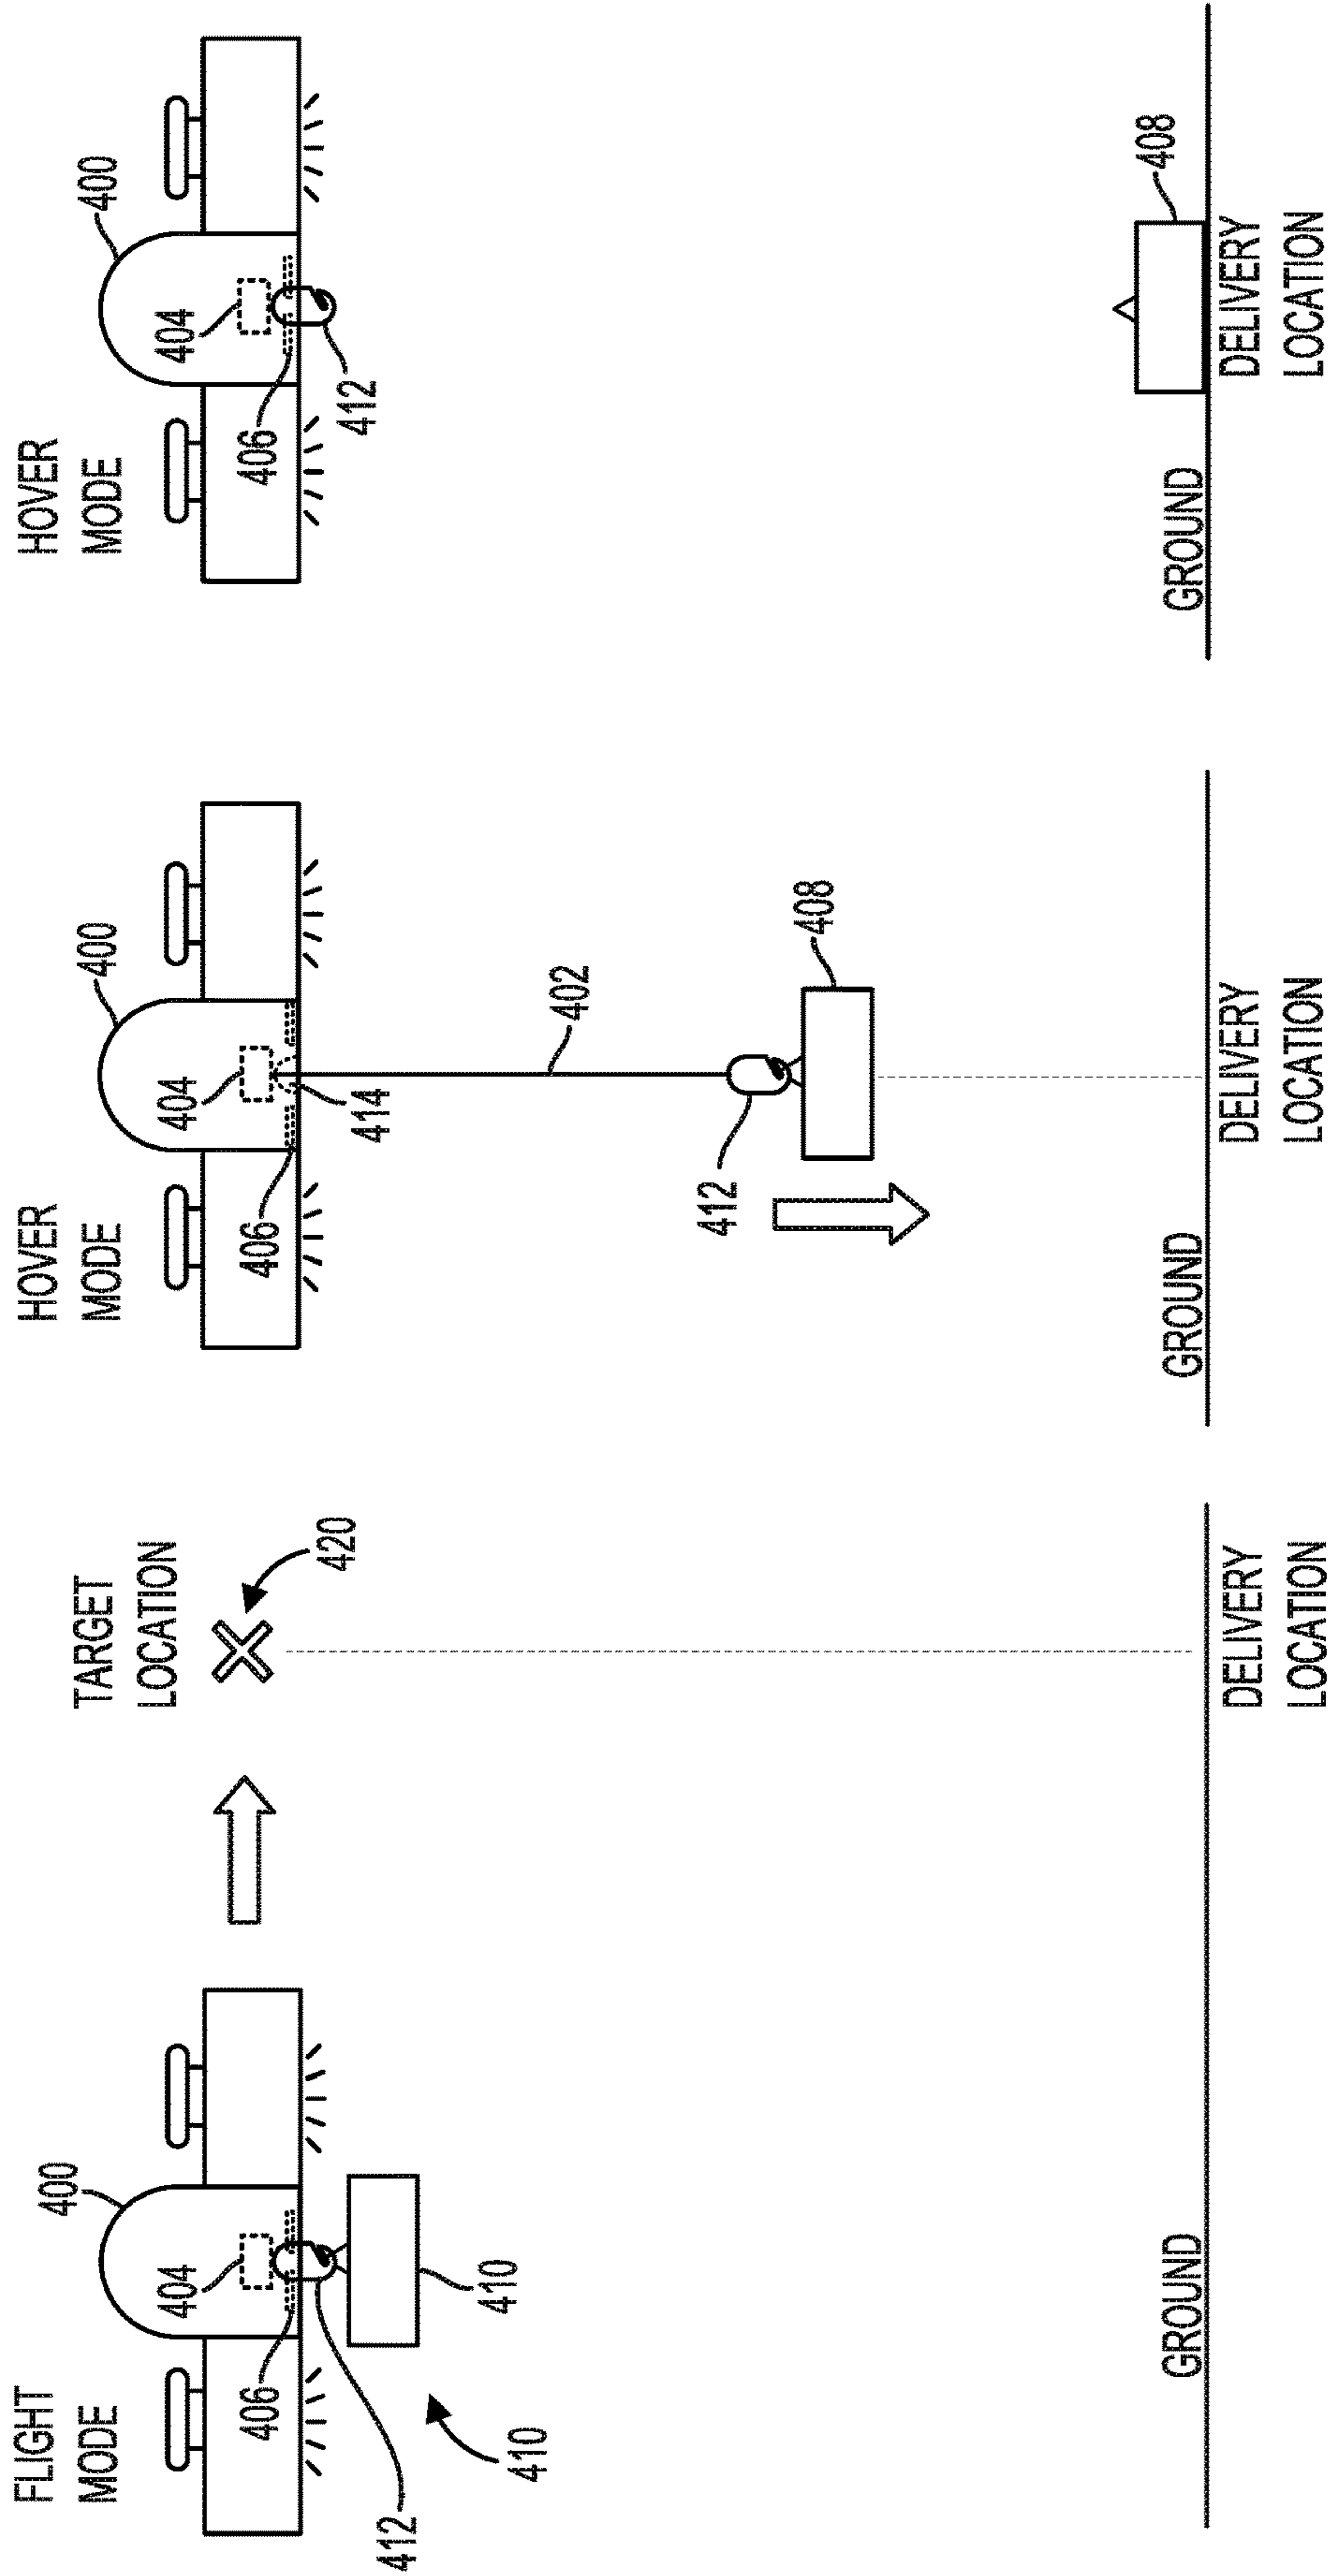 FLIGHT
MODE
400
404
406
412
410
410
TARGET
LOCATION
420
GROUND
DELIVERY
LOCATION
HOVER
MODE
400
404
406
414
402
412
408
GROUND
DELIVERY
LOCATION
HOVER
MODE
400
404
406
412
408
GROUND
DELIVERY
LOCATION